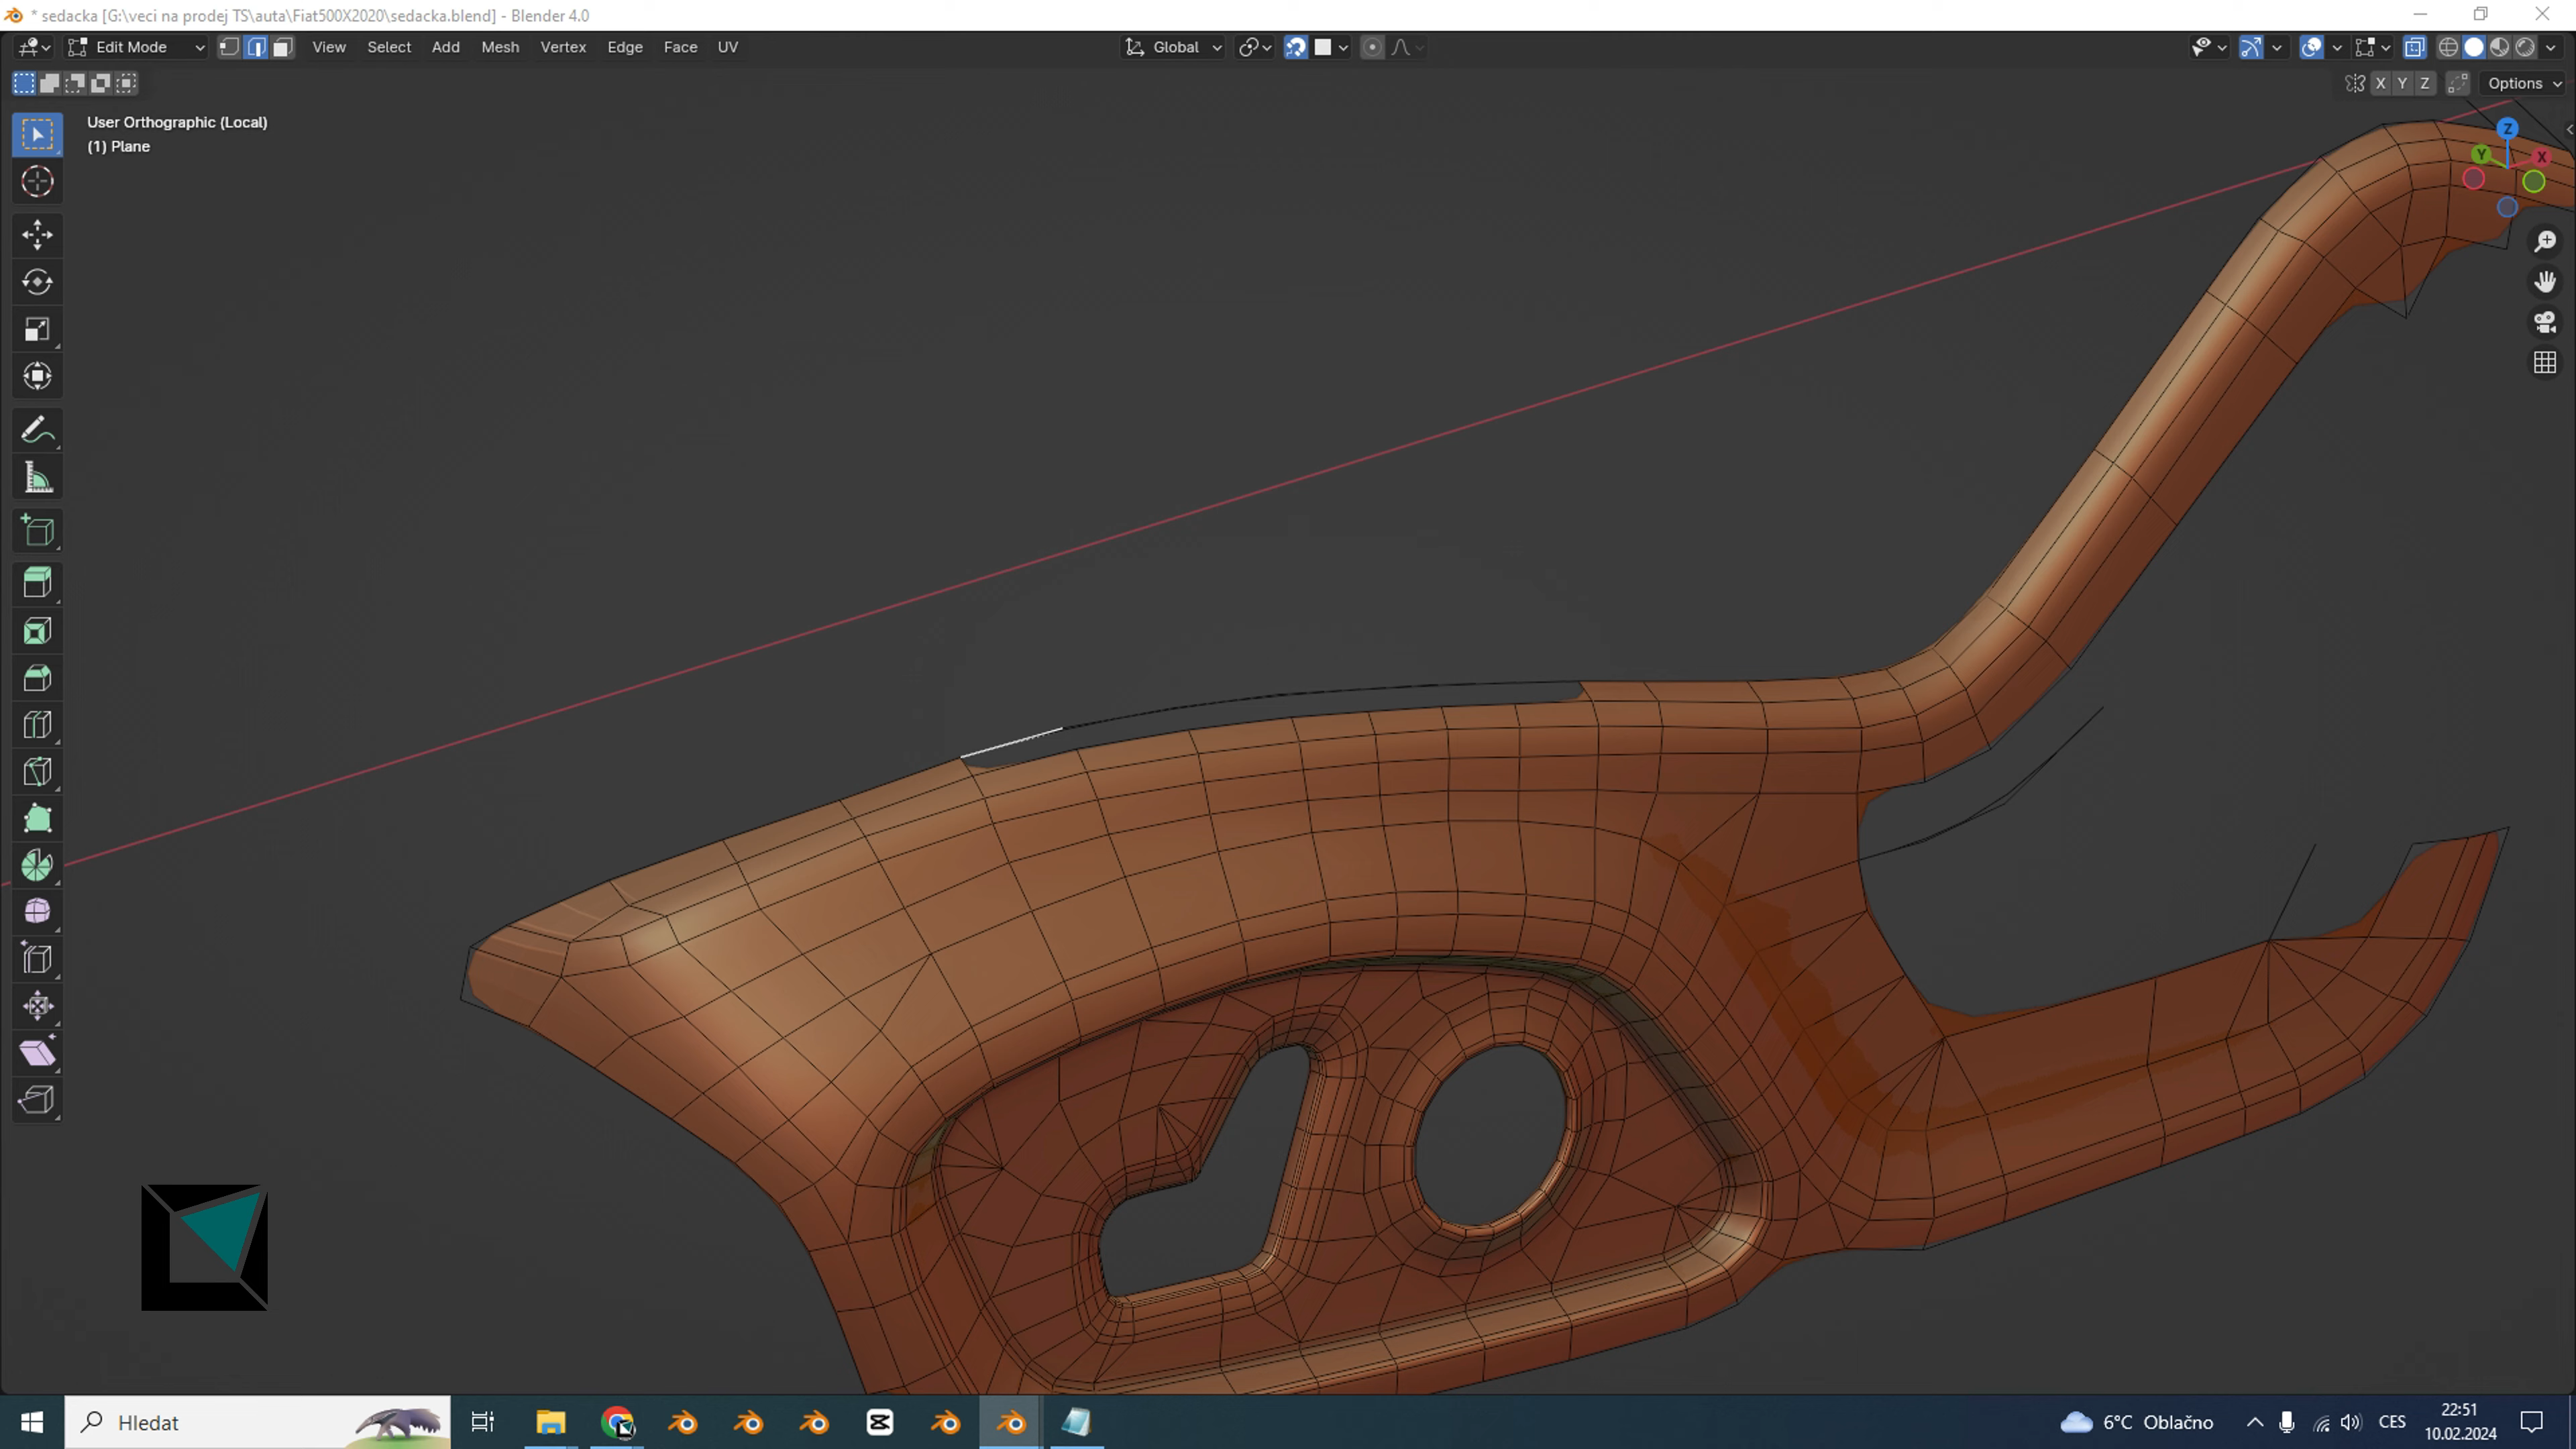 * sedacka [G:\veci na prodej TS\auta\Fiat500X2020\sedacka.blend] - Blender 4.0
Edit Mode View Select Add Mesh Vertex Edge Face UV Global
X Y Z Options
User Orthographic (Local)
(1) Plane
Z
Y X
Hledat
6°C Oblačno
CES
22:51
10.02.2024